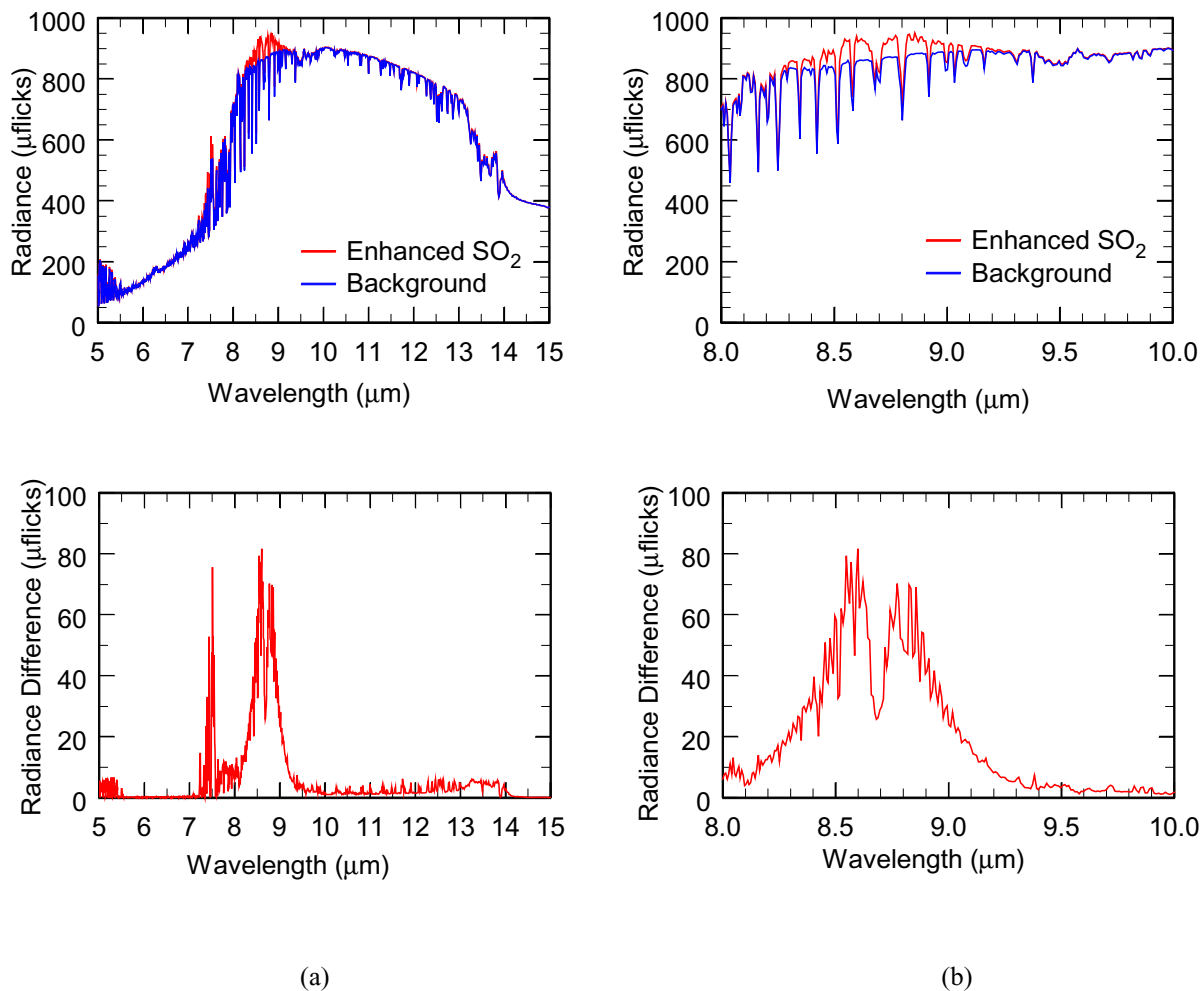 1000
800
600
400
200
0
Radiance (μflicks)
Enhanced SO2
Background
5 6 7 8 9 10 11 12 13 14 15
Wavelength (μm)
1000
800
600
400
200
0
Radiance (μflicks)
Enhanced SO2
Background
8.0 8.5 9.0 9.5 10.0
Wavelength (μm)
100
80
60
40
20
0
Radiance Difference (μflicks)
5 6 7 8 9 10 11 12 13 14 15
Wavelength (μm)
100
80
60
40
20
0
Radiance Difference (μflicks)
8.0 8.5 9.0 9.5 10.0
Wavelength (μm)
(a)
(b)